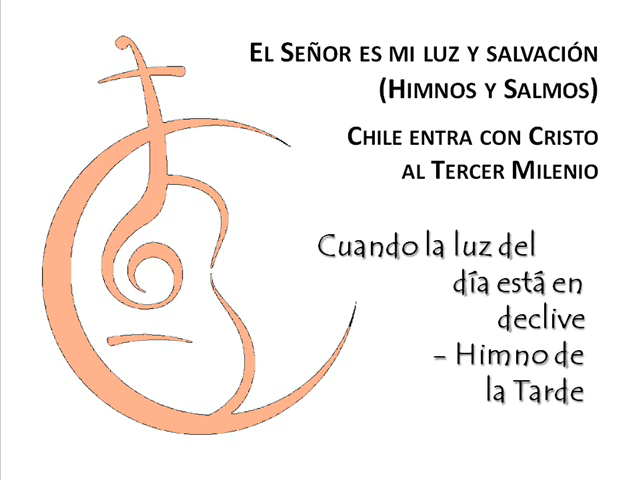 El Señor es mi luz y salvación
(Himnos y Salmos)
Chile entra con Cristo
al Tercer Milenio
Cuando la luz del
día está en
declive
- Himno de
la Tarde